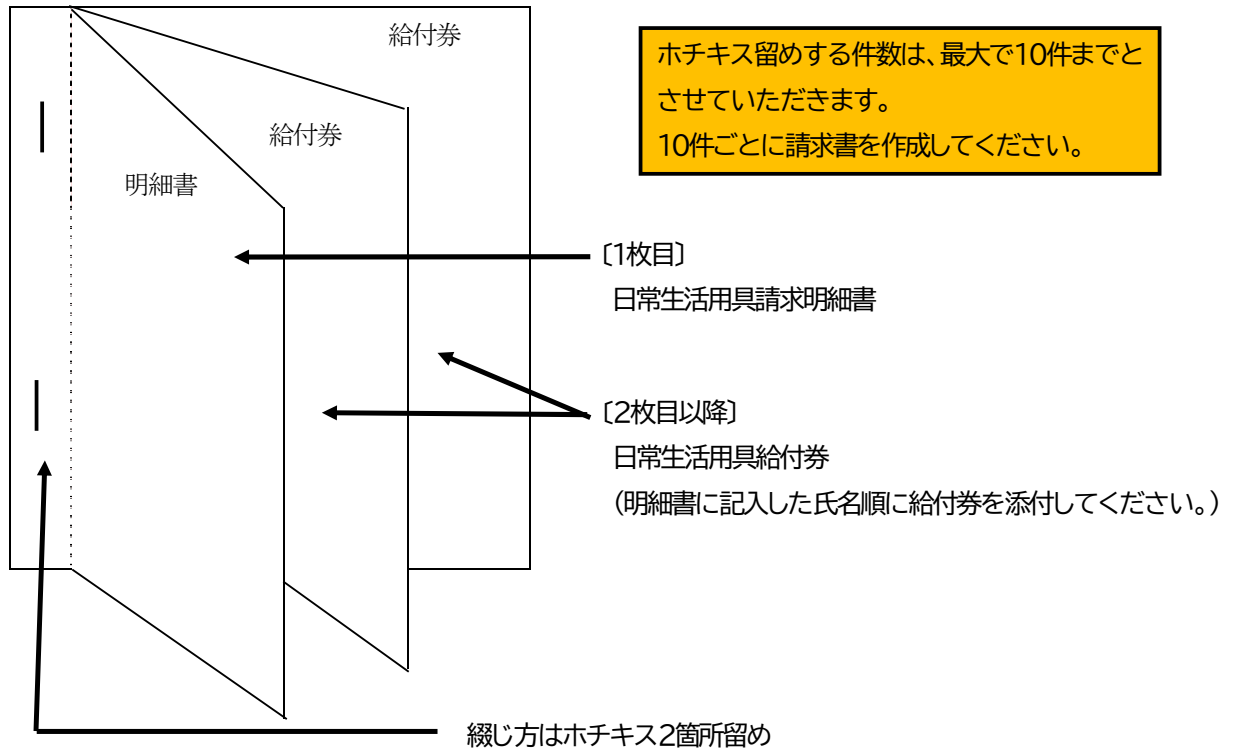 給付券
給付券
明細書
ホチキス留めする件数は、最大で10件までと
させていただきます。
10件ごとに請求書を作成してください。
〔1枚目〕
日常生活用具請求明細書
〔2枚目以降〕
日常生活用具給付券
(明細書に記入した氏名順に給付券を添付してください。)
綴じ方はホチキス2箇所留め